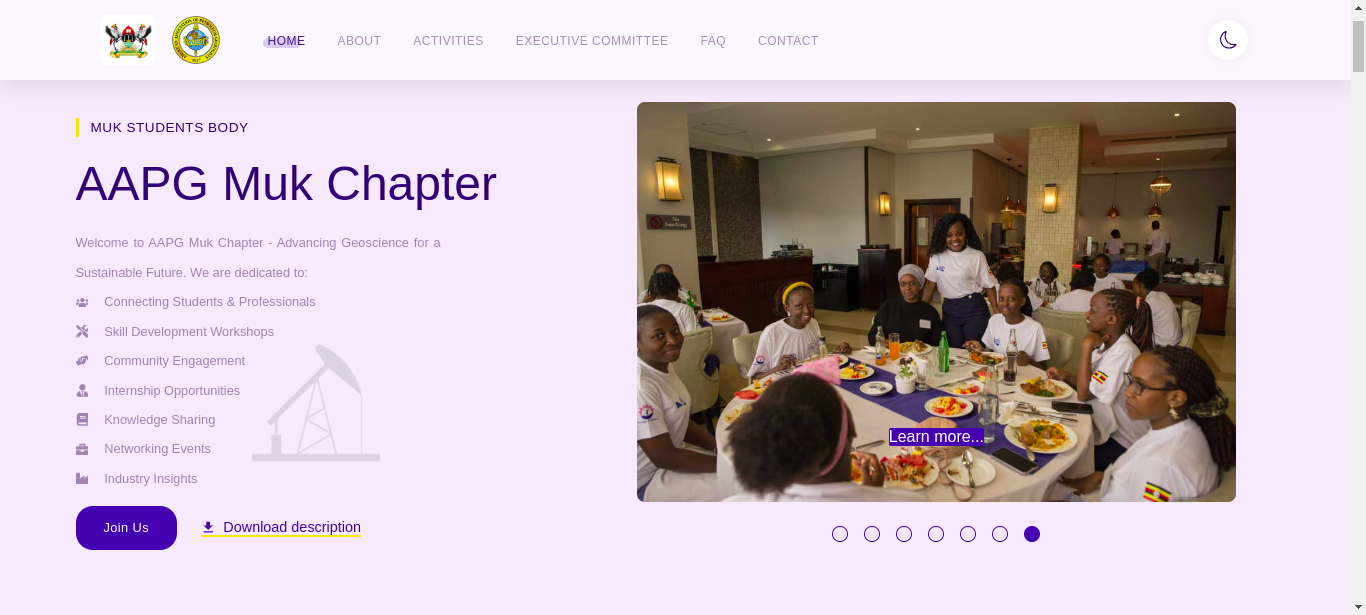 HOME ABOUT ACTIVITIES EXECUTIVE COMMITTEE FAQ CONTACT
MUK STUDENTS BODY
AAPG Muk Chapter
Welcome to AAPG Muk Chapter - Advancing Geoscience for a
Sustainable Future. We are dedicated to:
Connecting Students & Professionals
Skill Development Workshops
Community Engagement
Internship Opportunities
Knowledge Sharing
Networking Events
Industry Insights
Join Us
Download description
Learn more...